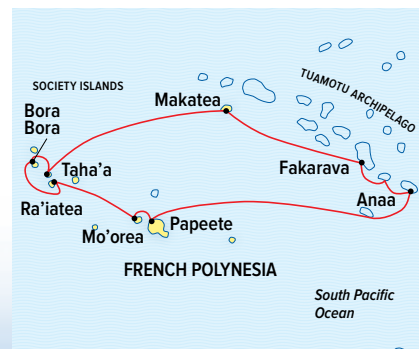 SOCIETY ISLANDS
TUAMOTU ARCHIPELAGO
Makatea
Bora
Bora
Taha'a
Fakarava
Ra'iatea
Anaa
Mo'orea
Papeete
FRENCH POLYNESIA
South Pacific
Ocean